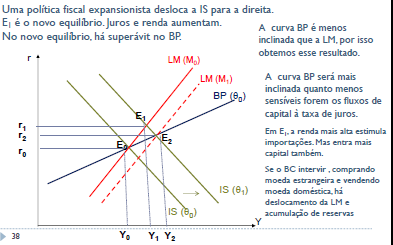 Uma política fiscal expansionista desloca a IS para a direita.
E₁ é o novo equilíbrio. Juros e renda aumentam.
No novo equilíbrio, há superávit no BP.
A curva BP é menos
inclinada que a LM, por isso
obtemos esse resultado.
A curva BP será mais
inclinada quanto menos
sensíveis forem os fluxos de
capital á taxa de juros.
Em E₁, a renda mais alta estimula
importações. Mas entra mais
capital também.
Se o BC intervir , comprando
moeda estrangeira e vendendo
moeda doméstica, há
deslocamento da LM e
acumulação de reservas
r
LM (M₀)
LM (M₁)
BP (θ₀)
E₁
r₁
r₂
E₂
r₀
E₀
IS (θ₁)
IS (θ₀)
Y
Y₀ Y₁ Y₂
38